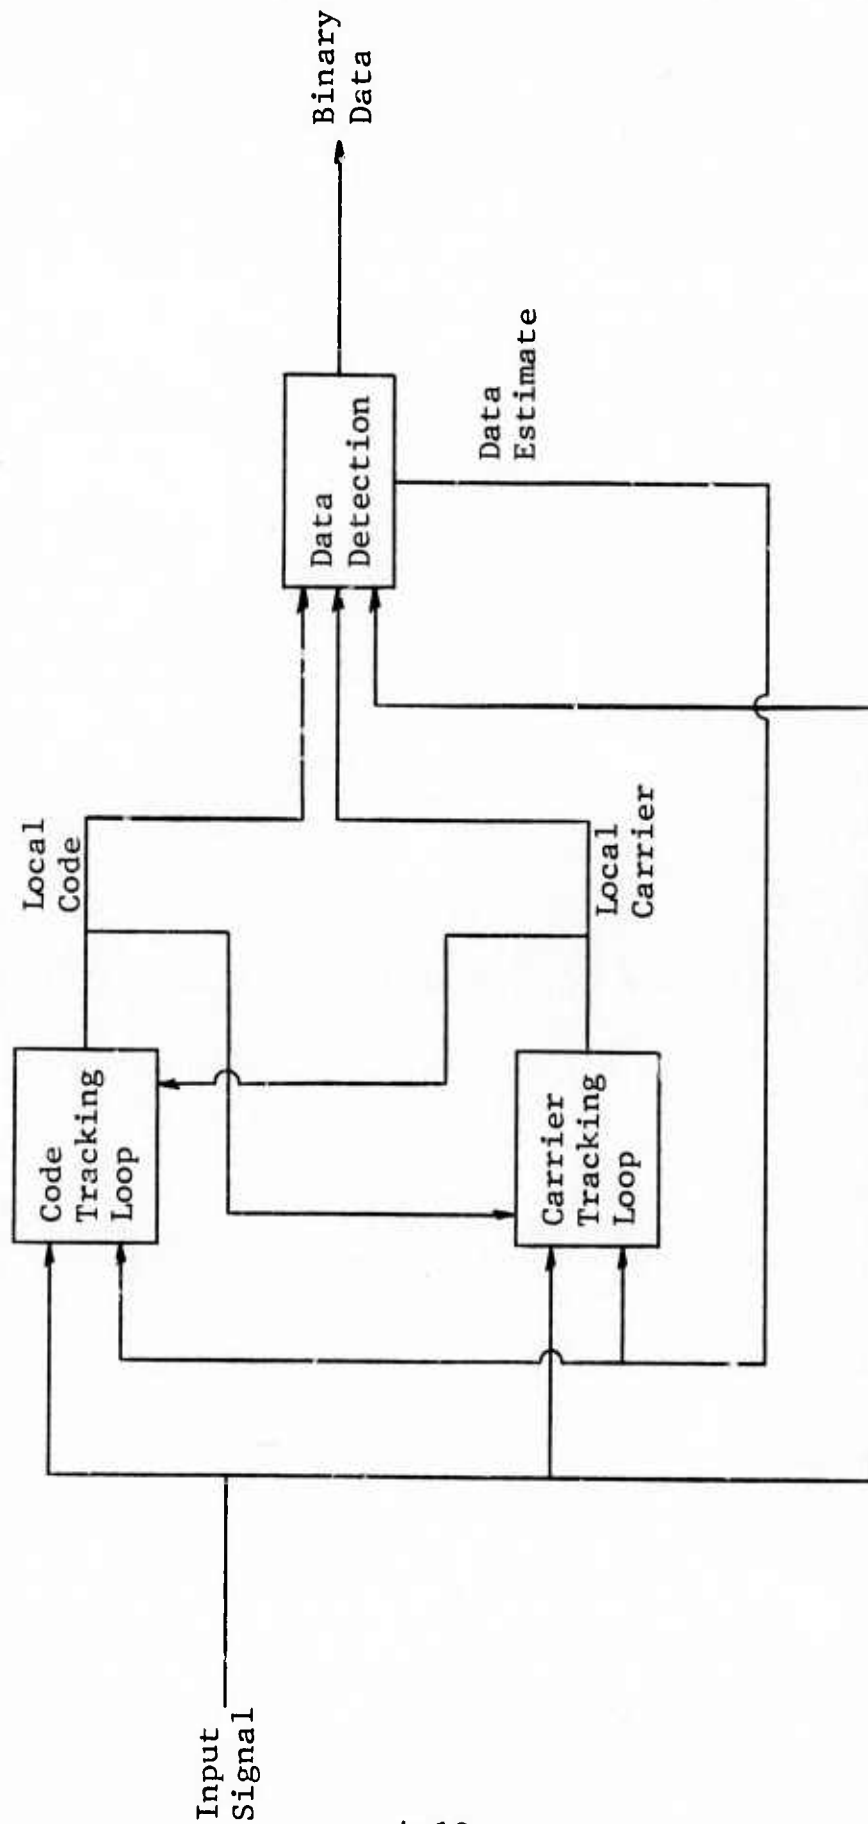 Input
Signal
Code
Tracking
Loop
Local
Code
Carrier
Tracking
Loop
Local
Carrier
Data
Detection
Data
Estimate
Binary
Data